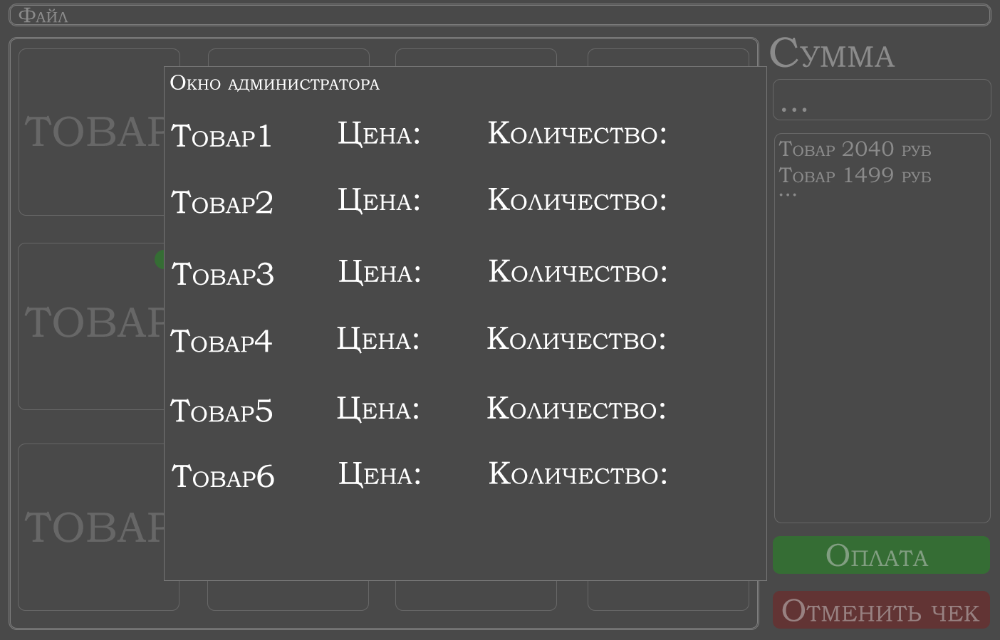 Файл
Сумма
...
Товар 2040 руб
Товар 1499 руб
...
Окно администратора
Товар1 Цена: Количество:
Товар2 Цена: Количество:
Товар3 Цена: Количество:
Товар4 Цена: Количество:
Товар5 Цена: Количество:
Товар6 Цена: Количество:
ТОВАР
ТОВАР
ТОВАР
Оплата
Отменить чек